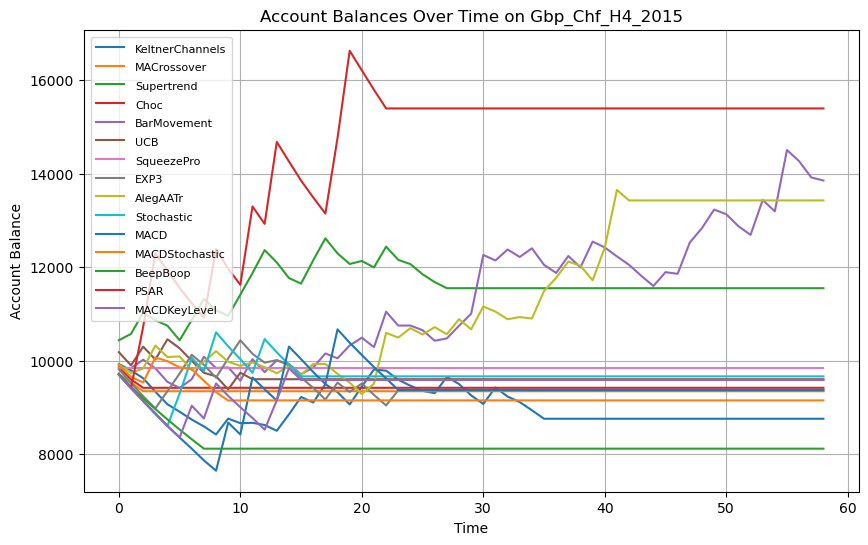 Account Balances Over Time on Gbp_Chf_H4_2015
Account Balance
16000
14000
12000
10000
8000
KeltnerChannels
MACrossover
Supertrend
Choc
BarMovement
UCB
SqueezePro
EXP3
AlegAATr
Stochastic
MACD
MACDStochastic
BeepBoop
PSAR
MACDKeyLevel
0
10
20
30
40
50
60
Time